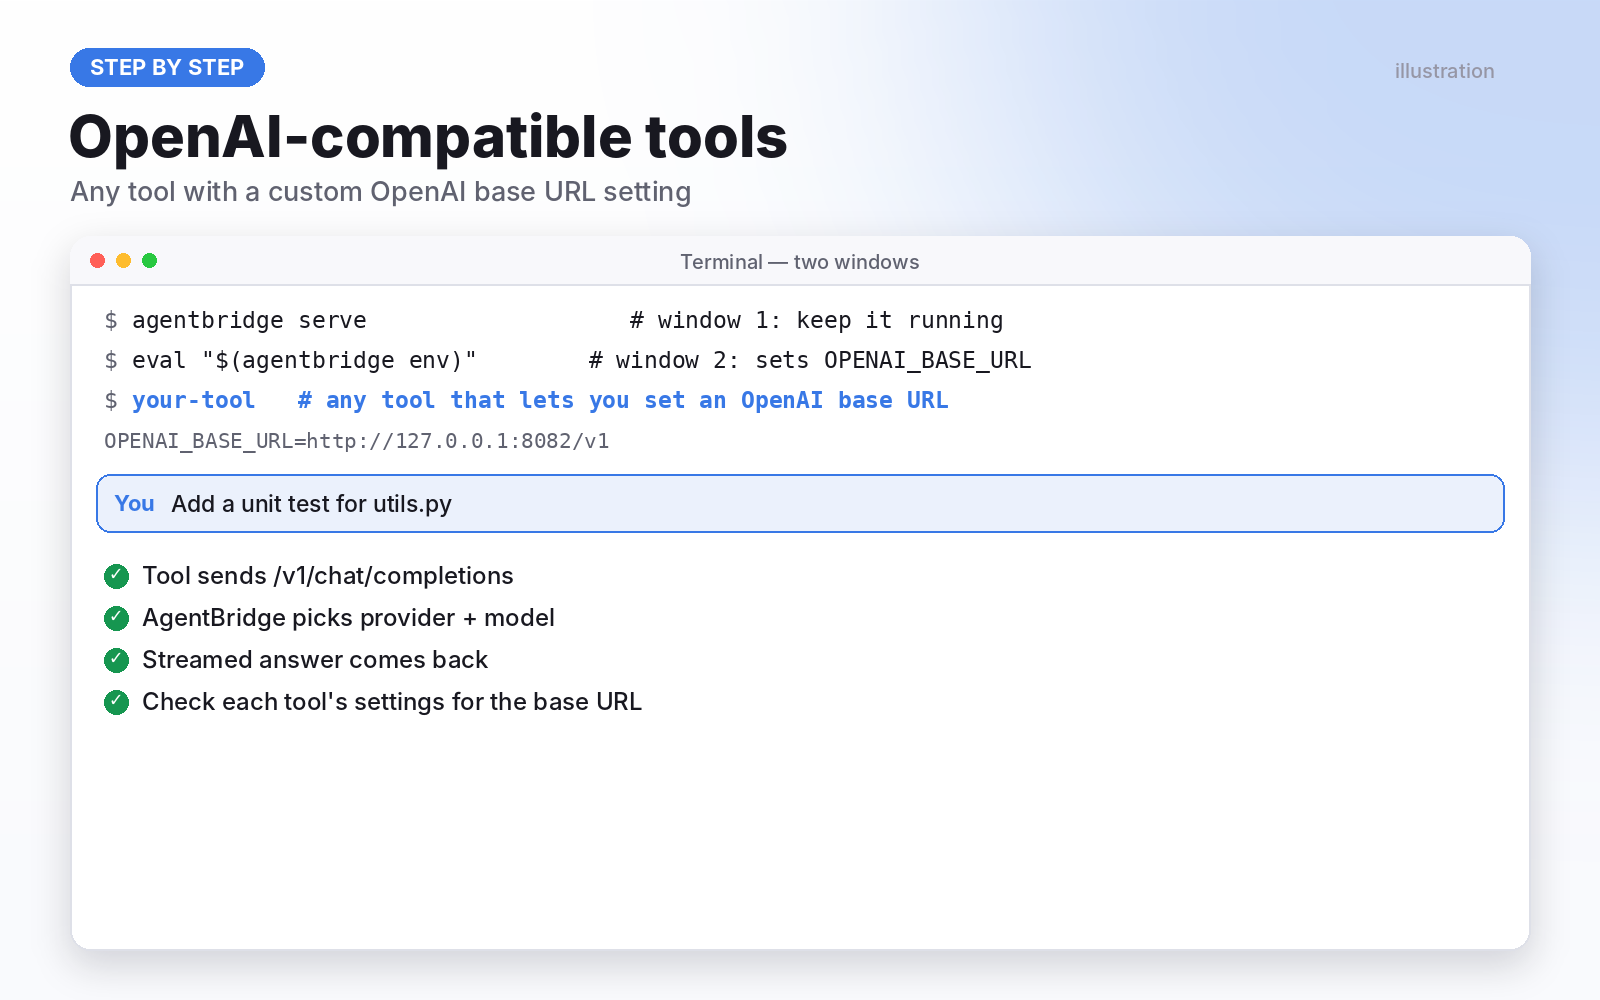 STEP BY STEP
illustration
OpenAI-compatible tools
Any tool with a custom OpenAI base URL setting
Terminal — two windows
$ agentbridge serve                   # window 1: keep it running
$ eval "$(agentbridge env)"        # window 2: sets OPENAI_BASE_URL
$ your-tool   # any tool that lets you set an OpenAI base URL
OPENAI_BASE_URL=http://127.0.0.1:8082/v1
You Add a unit test for utils.py
✓ Tool sends /v1/chat/completions
✓ AgentBridge picks provider + model
✓ Streamed answer comes back
✓ Check each tool's settings for the base URL